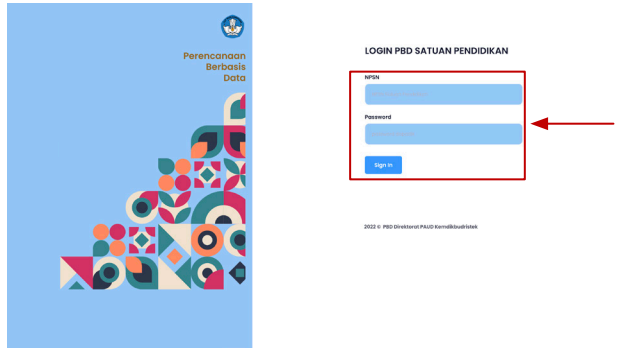 Perencanaan
Berbasis
Data
LOGIN PBD SATUAN PENDIDIKAN
NPSN
Password
Sign In
2022 © PBD Direktorat PAUD Kemdikbudristek